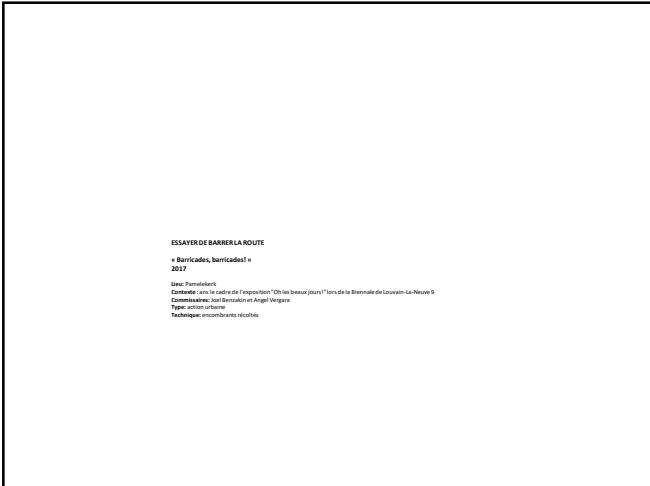 ESSAYER DE BARRER LA ROUTE
« Barricades, barricades! »
2017
Lieu: Pamelekerk
Contexte : ans le cadre de l'exposition "Oh les beaux jours !" lors de la Biennale de Louvain-La-Neuve 9
Commissaires: Joel Benzakin et Angel Vergara
Type: action urbaine
Technique: encombrants récoltés